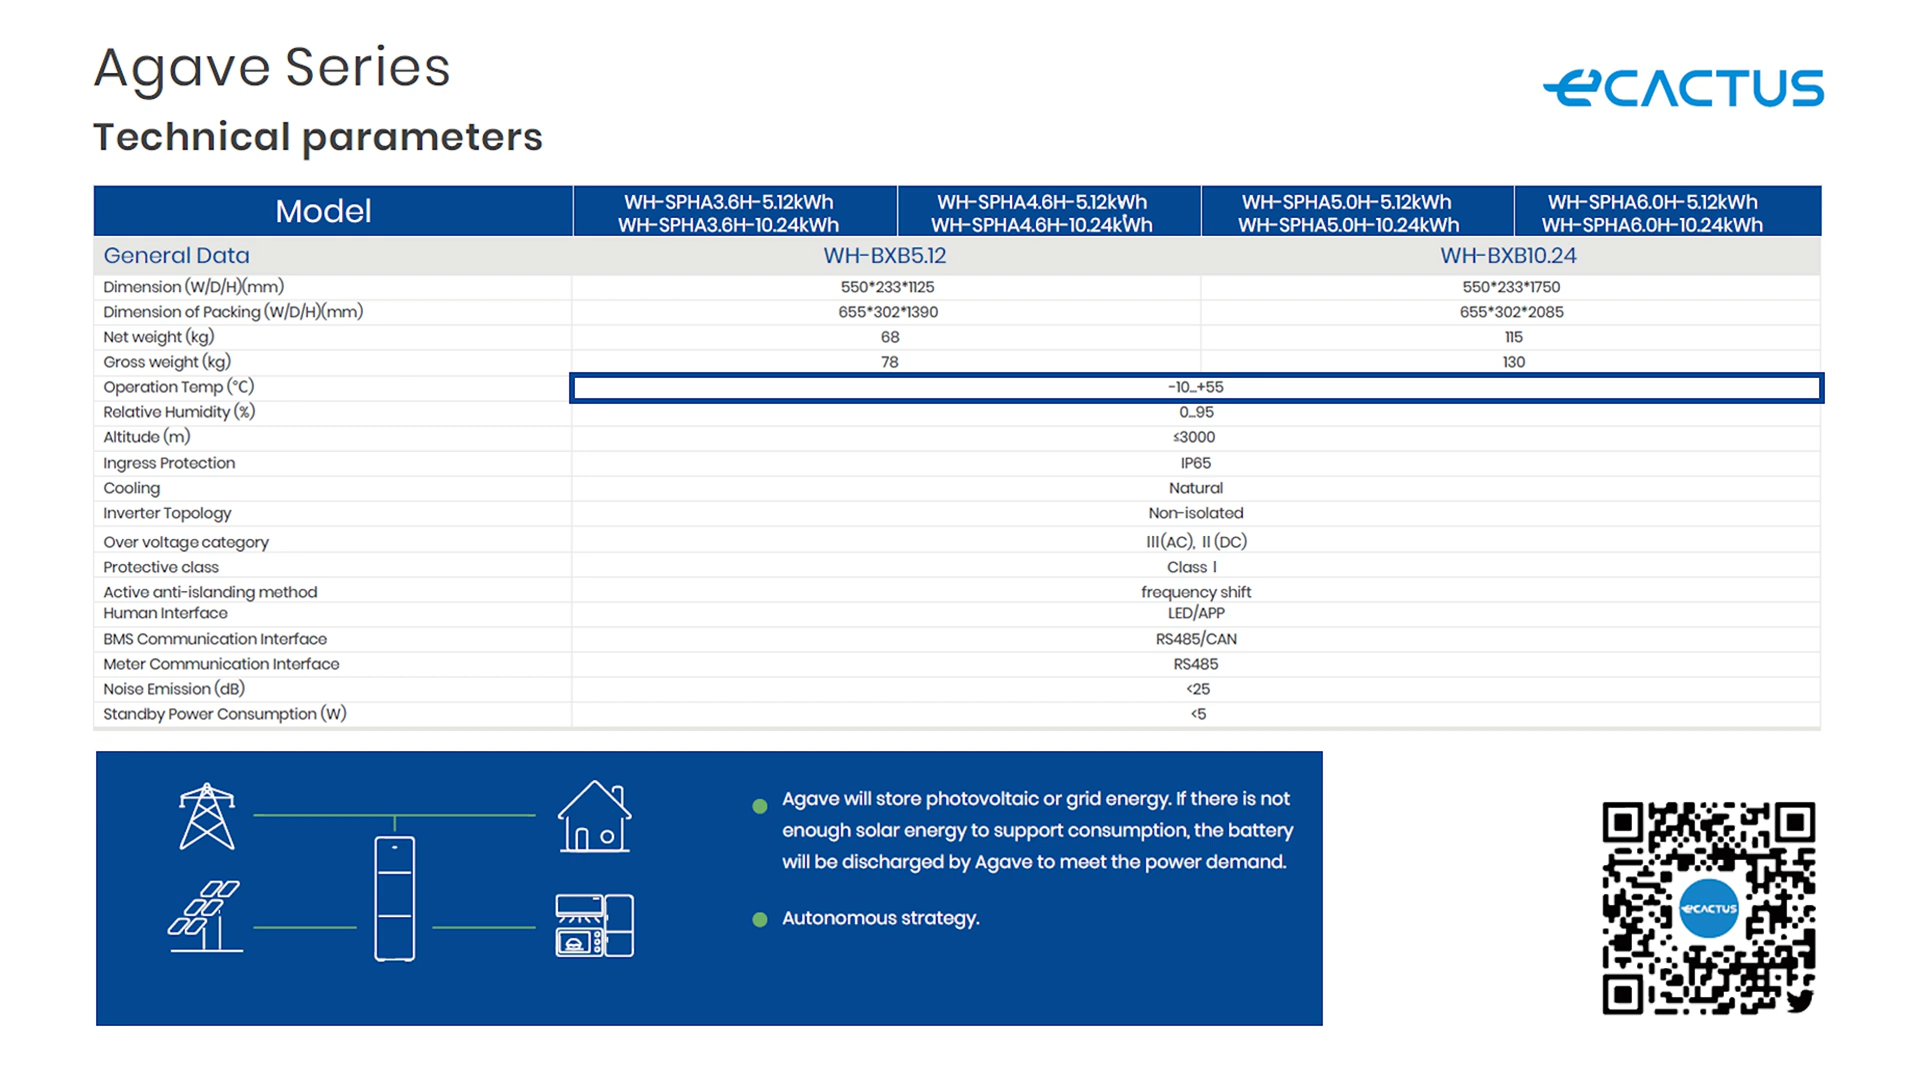 Agave Series
eCACTUS
Technical parameters
Model
WH-SPHA3.6H-5.12kWh
WH-SPHA3.6H-10.24kWh
WH-SPHA4.6H-5.12kWh
WH-SPHA4.6H-10.24kWh
WH-SPHA5.0H-5.12kWh
WH-SPHA5.0H-10.24kWh
WH-SPHA6.0H-5.12kWh
WH-SPHA6.0H-10.24kWh
General Data WH-BXB5.12 WH-BXB10.24
Dimension (W/D/H)(mm) 550*233*1125 550*233*1750
Dimension of Packing (W/D/H)(mm) 655*302*1390 655*302*2085
Net weight (kg) 68 115
Gross weight (kg) 78 130
Operation Temp (°C) -10...+55
Relative Humidity (%) 0...95
Altitude (m) ≤3000
Ingress Protection IP65
Cooling Natural
Inverter Topology Non-isolated
Over voltage category III(AC), II(DC)
Protective class Class I
Active anti-islanding method frequency shift
Human Interface LED/APP
BMS Communication Interface RS485/CAN
Meter Communication Interface RS485
Noise Emission (dB) <25
Standby Power Consumption (W) <5
Agave will store photovoltaic or grid energy. If there is not
enough solar energy to support consumption, the battery
will be discharged by Agave to meet the power demand.
Autonomous strategy.
eCACTUS